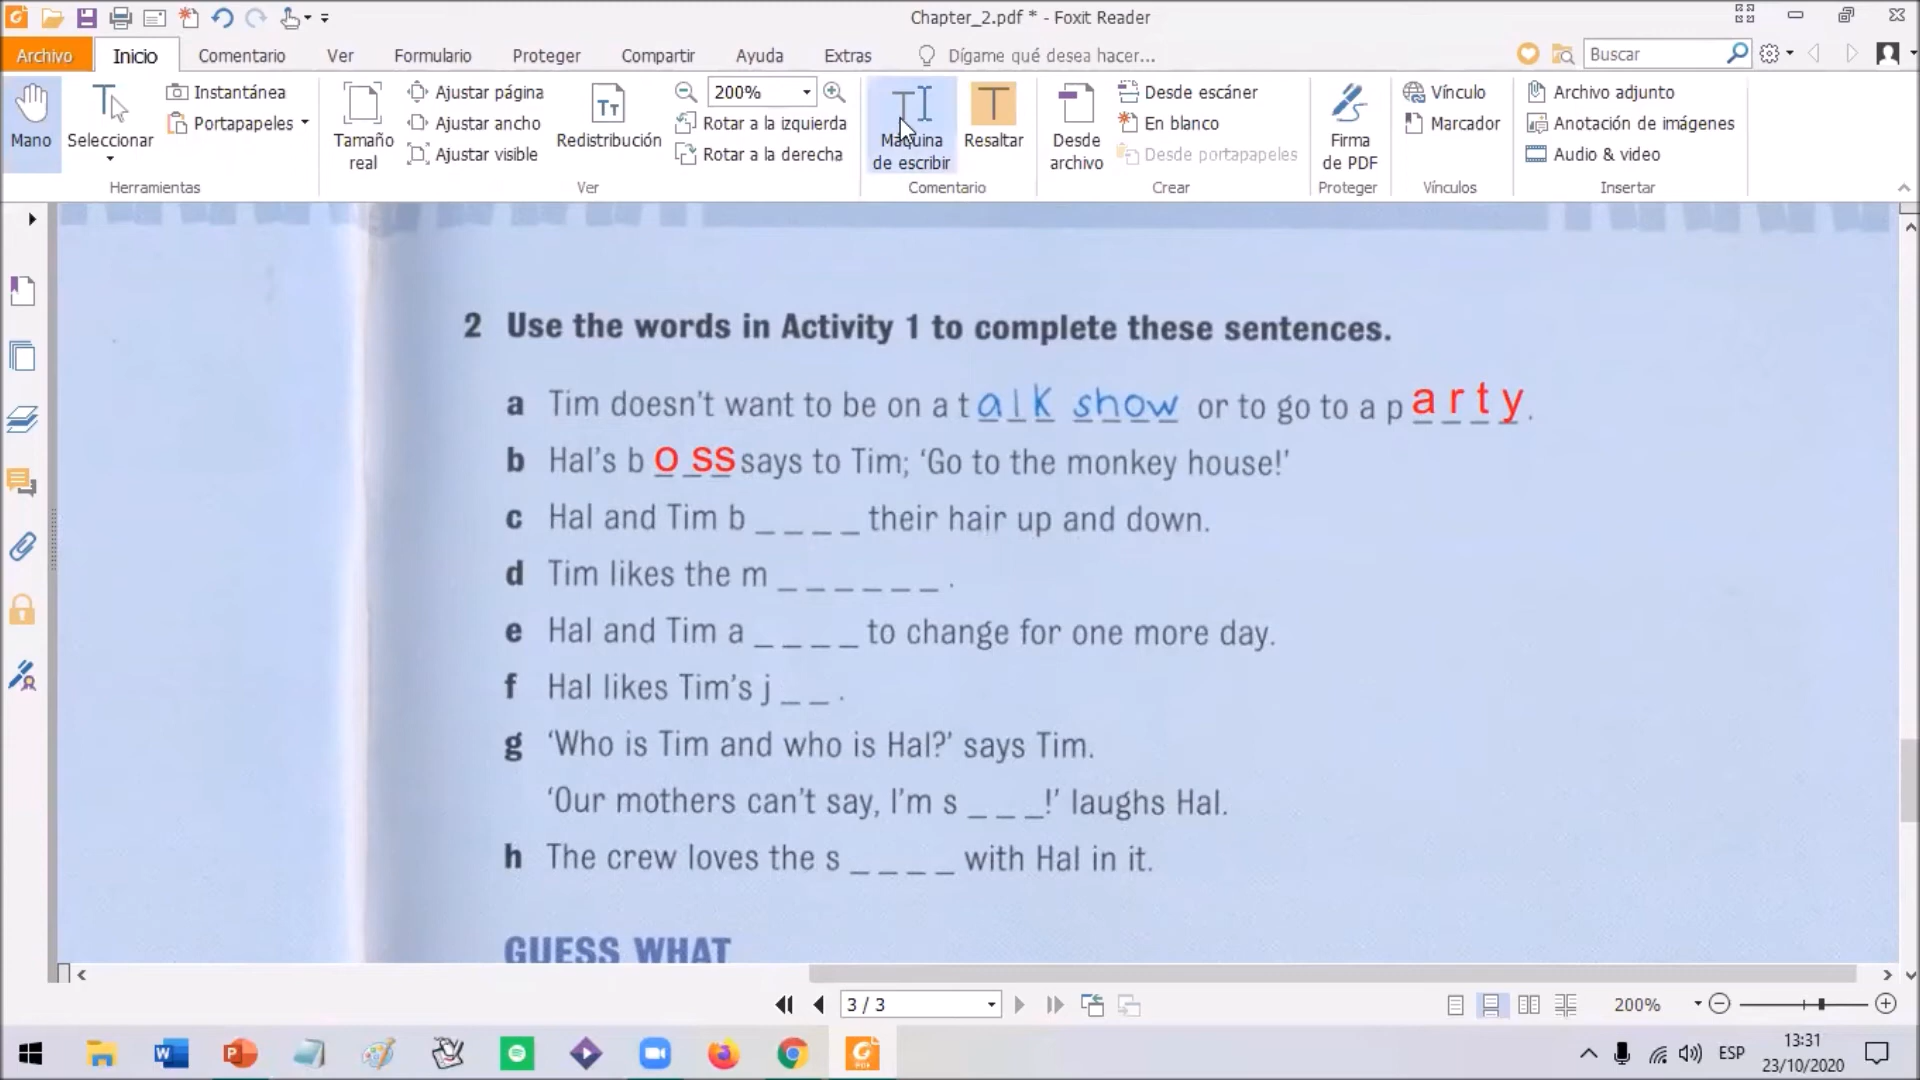 Chapter_2.pdf * - Foxit Reader
Archivo Inicio Comentario Ver Formulario Proteger Compartir Ayuda Extras Dígame qué desea hacer... Buscar
Mano
Seleccionar
Instantánea
Portapapeles
Herramientas
Tamaño real
Ajustar página
Ajustar ancho
Ajustar visible
Redistribución
200%
Rotar a la izquierda
Rotar a la derecha
Ver
Máquina de escribir
Resaltar
Comentario
Desde archivo
Desde escáner
En blanco
Desde portapapeles
Crear
Firma de PDF
Proteger
Vínculo
Marcador
Vínculos
Archivo adjunto
Anotación de imágenes
Audio & video
Insertar
2 Use the words in Activity 1 to complete these sentences.
a Tim doesn't want to be on a t alk show or to go to a p a r t y.
b Hal's b o ss says to Tim; 'Go to the monkey house!'
c Hal and Tim b _ _ _ _ their hair up and down.
d Tim likes the m _ _ _ _ _ _ .
e Hal and Tim a _ _ _ _ to change for one more day.
f Hal likes Tim's j _ _ .
g 'Who is Tim and who is Hal?' says Tim.
'Our mothers can't say, I'm s _ _ _!' laughs Hal.
h The crew loves the s _ _ _ _ with Hal in it.
GUESS WHAT
3 / 3
200%
ESP
13:31
23/10/2020